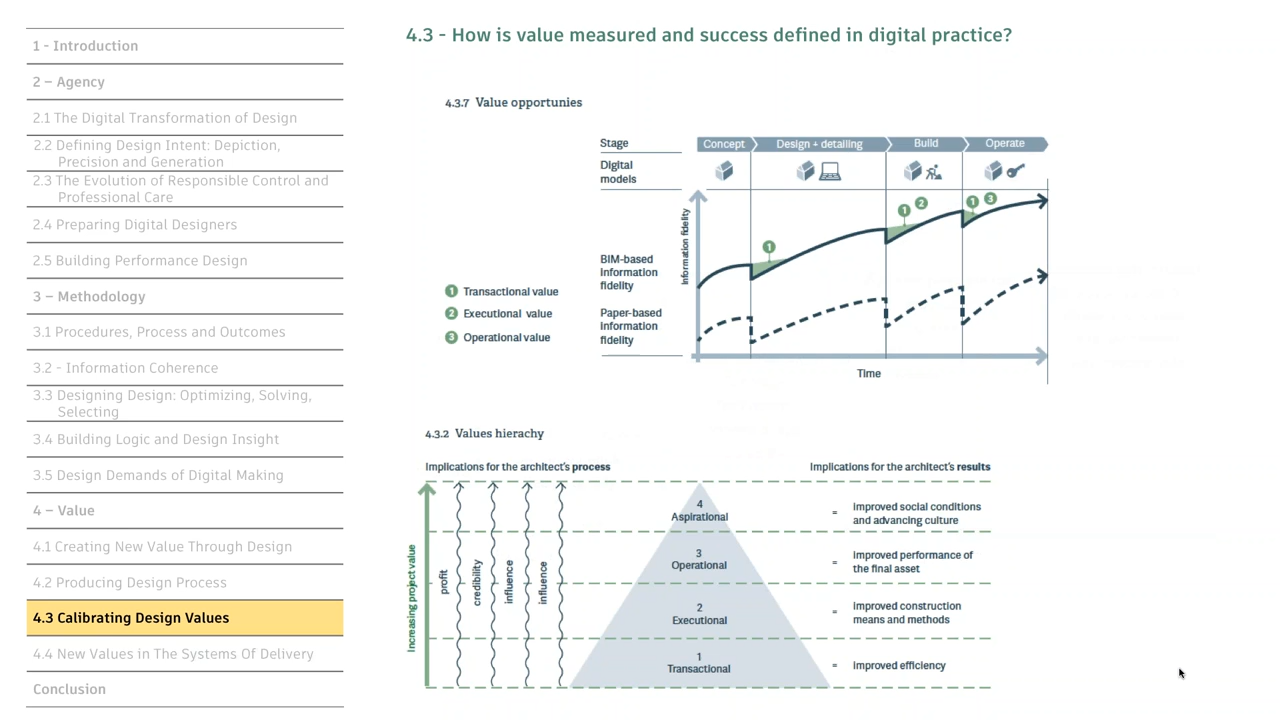 1 - Introduction
2 – Agency
2.1 The Digital Transformation of Design
2.2 Defining Design Intent: Depiction,
Precision and Generation
2.3 The Evolution of Responsible Control and
Professional Care
2.4 Preparing Digital Designers
2.5 Building Performance Design
3 – Methodology
3.1 Procedures, Process and Outcomes
3.2 - Information Coherence
3.3 Designing Design: Optimizing, Solving,
Selecting
3.4 Building Logic and Design Insight
3.5 Design Demands of Digital Making
4 – Value
4.1 Creating New Value Through Design
4.2 Producing Design Process
4.3 Calibrating Design Values
4.4 New Values in The Systems Of Delivery
Conclusion
4.3 - How is value measured and success defined in digital practice?
4.3.7 Value opportunies
Stage
Concept
Design + detailing
Build
Operate
Digital
models
Information fidelity
BIM-based
information
fidelity
Paper-based
information
fidelity
1
1
2
1
3
Time
1 Transactional value
2 Executional value
3 Operational value
4.3.2 Values hierachy
Implications for the architect's process
Implications for the architect's results
Increasing project value
profit
credibility
influence
influence
4
Aspirational
= Improved social conditions
and advancing culture
3
Operational
= Improved performance of
the final asset
2
Executional
= Improved construction
means and methods
1
Transactional
= Improved efficiency